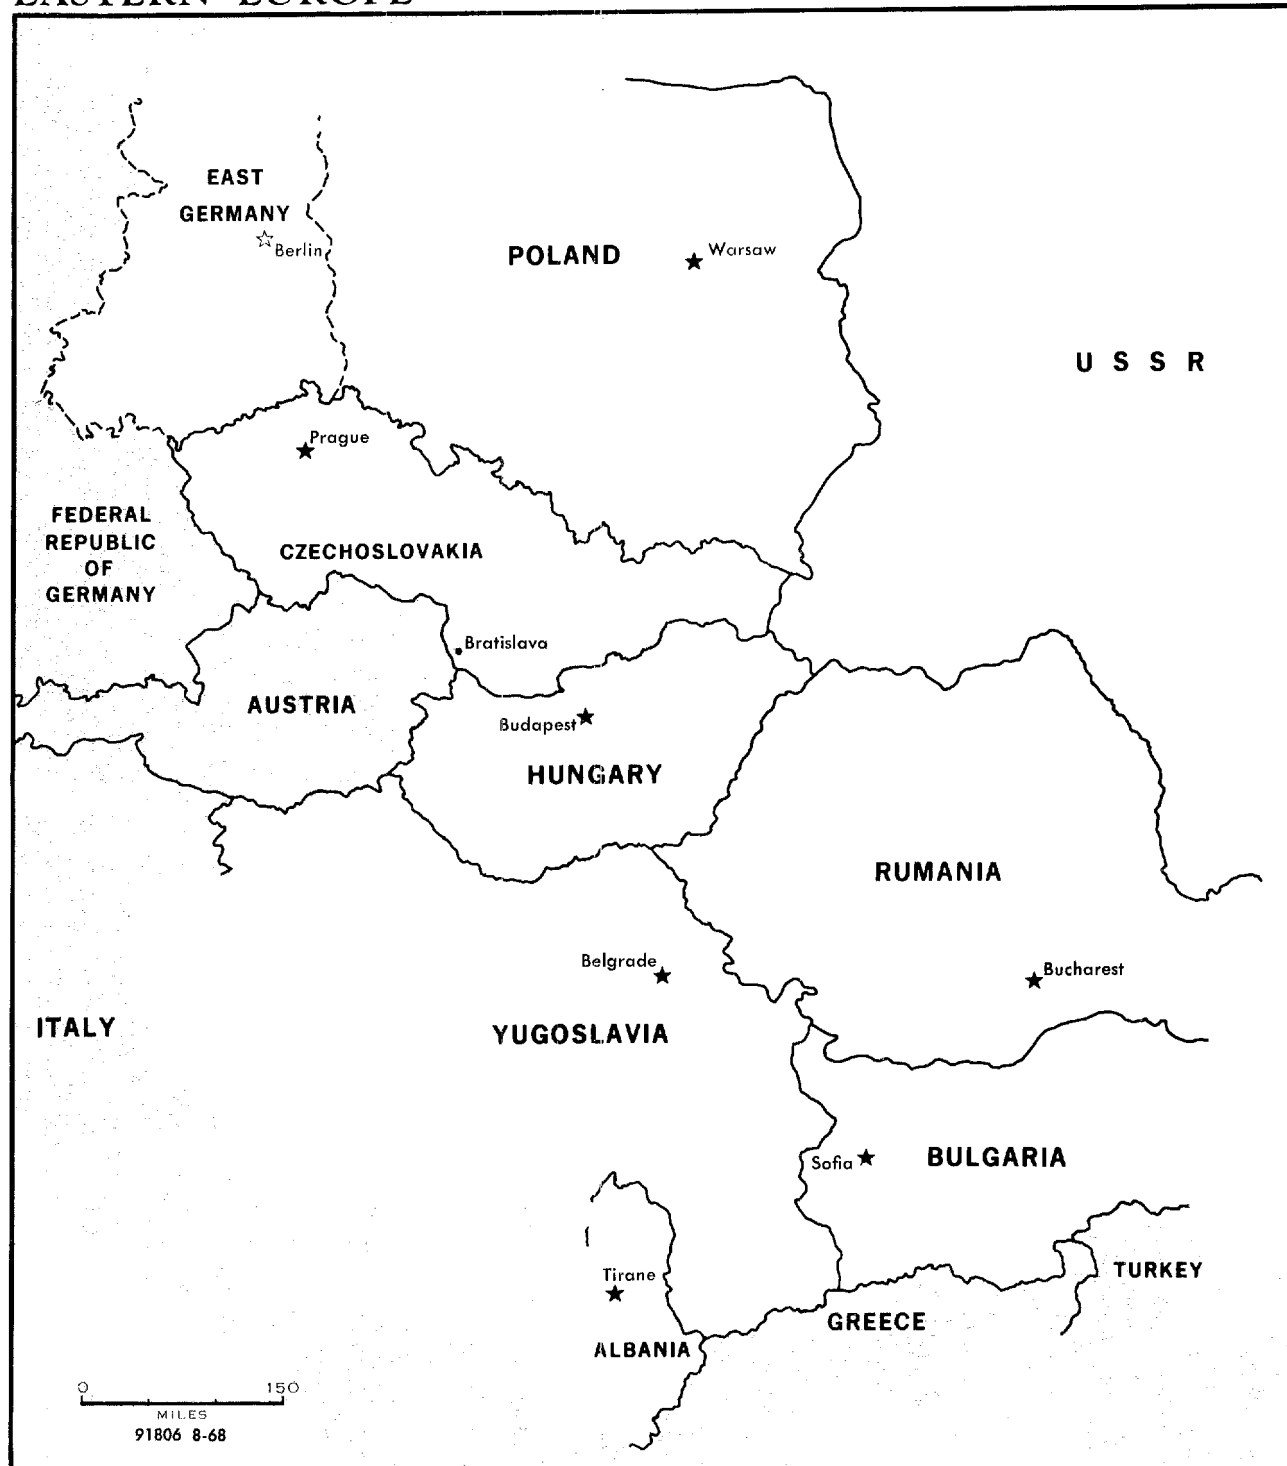 EASTERN EUROPE
EAST
GERMANY
Berlin
POLAND
Warsaw
U S S R
Prague
FEDERAL
REPUBLIC
OF
GERMANY
CZECHOSLOVAKIA
Bratislava
AUSTRIA
Budapest
HUNGARY
RUMANIA
Belgrade
Bucharest
ITALY
YUGOSLAVIA
Sofia
BULGARIA
Tirane
TURKEY
GREECE
ALBANIA
0 150
MILES
91806 8-68